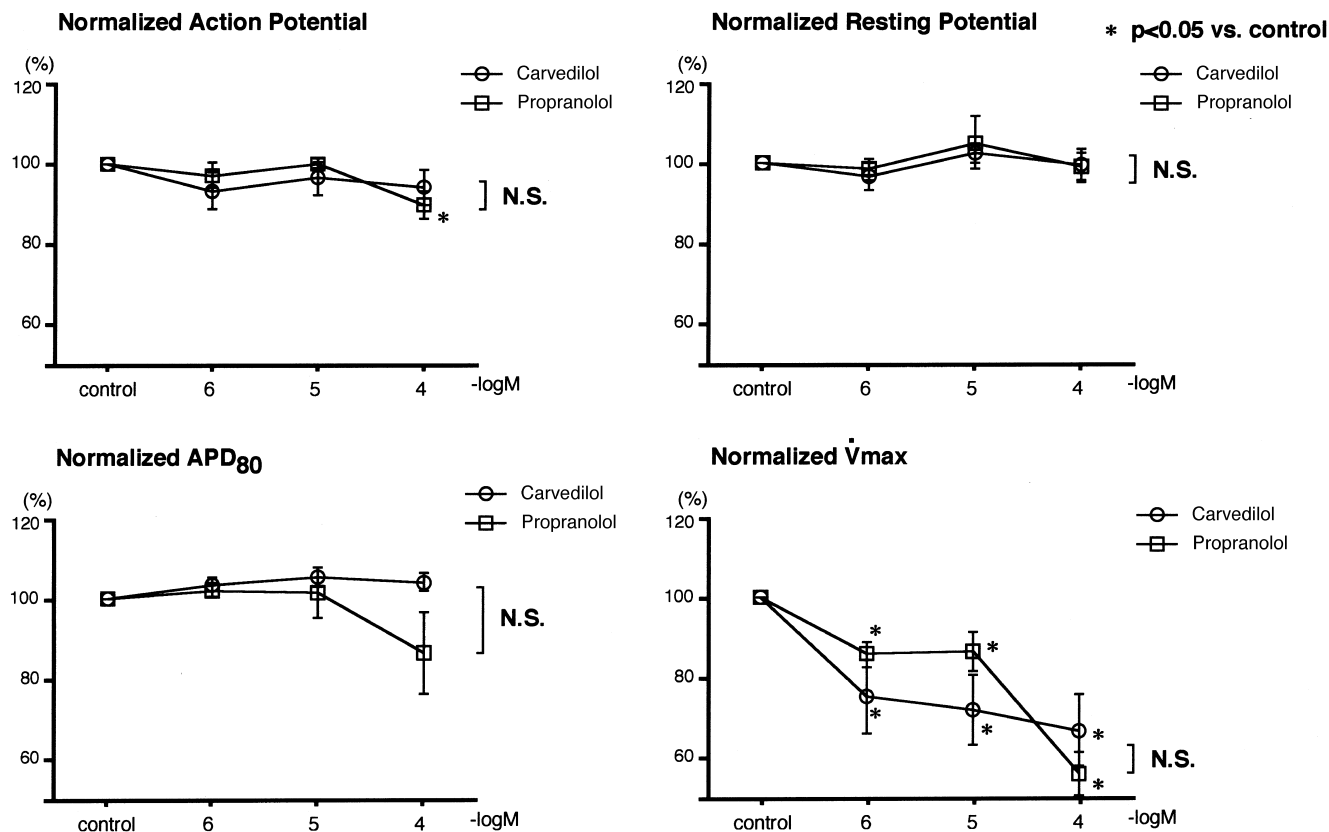 Normalized Action Potential
(%)
Carvedilol
Propranolol
120
100
80
60
*
N.S.
control 6 5 4 -logM
Normalized Resting Potential
* p<0.05 vs. control
(%)
Carvedilol
Propranolol
120
100
80
60
N.S.
control 6 5 4 -logM
Normalized APD80
(%)
Carvedilol
Propranolol
120
100
80
60
N.S.
control 6 5 4 -logM
Normalized V̇max
(%)
Carvedilol
Propranolol
120
100
80
60
* *
* *
*
*
N.S.
control 6 5 4 -logM